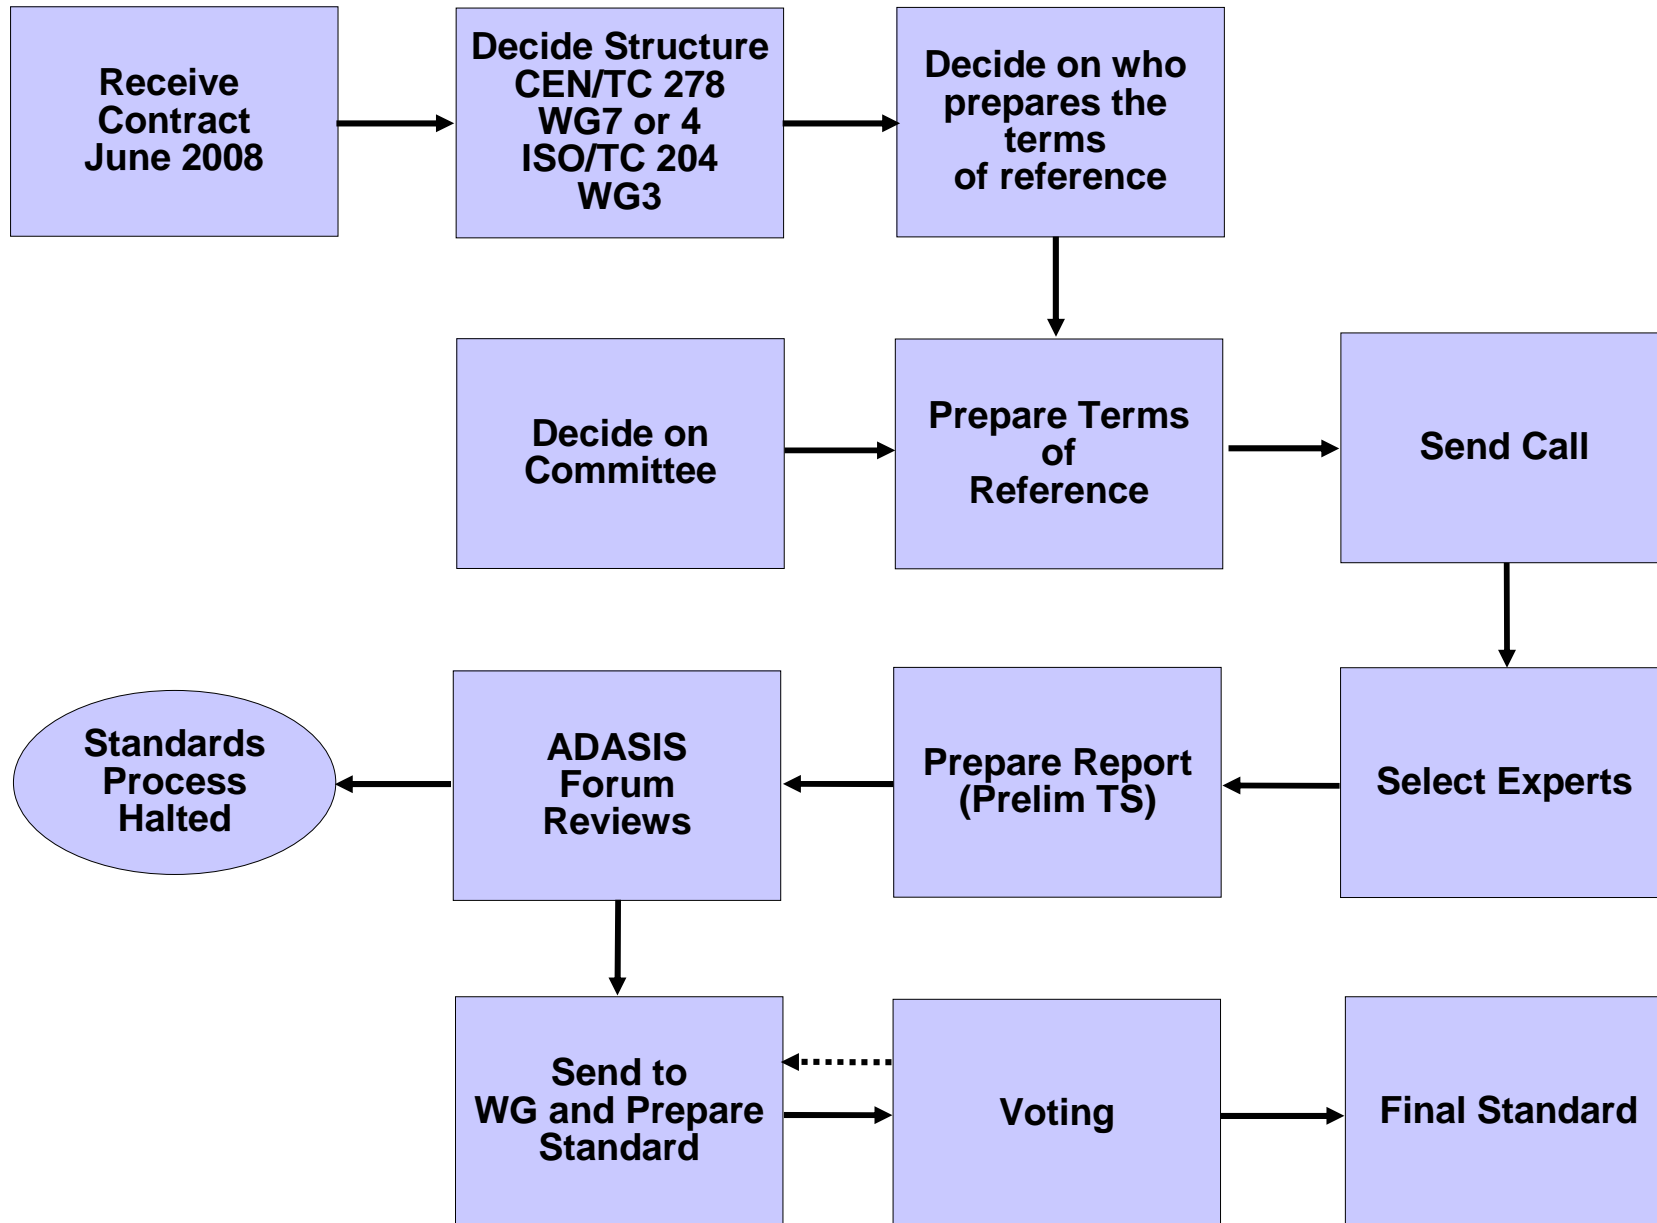 Receive
Contract
June 2008
Decide Structure
CEN/TC 278
WG7 or 4
ISO/TC 204
WG3
Decide on who
prepares the
terms
of reference
Decide on
Committee
Prepare Terms
of
Reference
Send Call
Standards
Process
Halted
ADASIS
Forum
Reviews
Prepare Report
(Prelim TS)
Select Experts
Send to
WG and Prepare
Standard
Voting
Final Standard